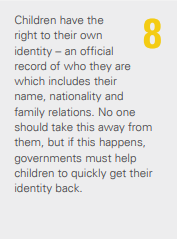 Children have the
right to their own
identity – an official
record of who they are
which includes their
name, nationality and
family relations. No one
should take this away from
them, but if this happens,
governments must help
children to quickly get their
identity back.
8